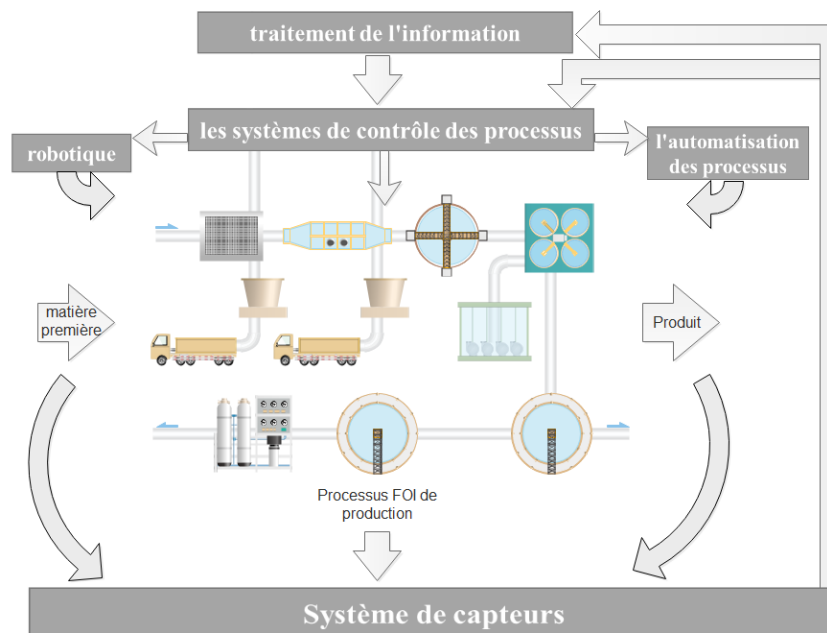 traitement de l'information
les systèmes de contrôle des processus
robotique
l'automatisation
des processus
matière
première
Produit
Processus FOI de
production
Système de capteurs